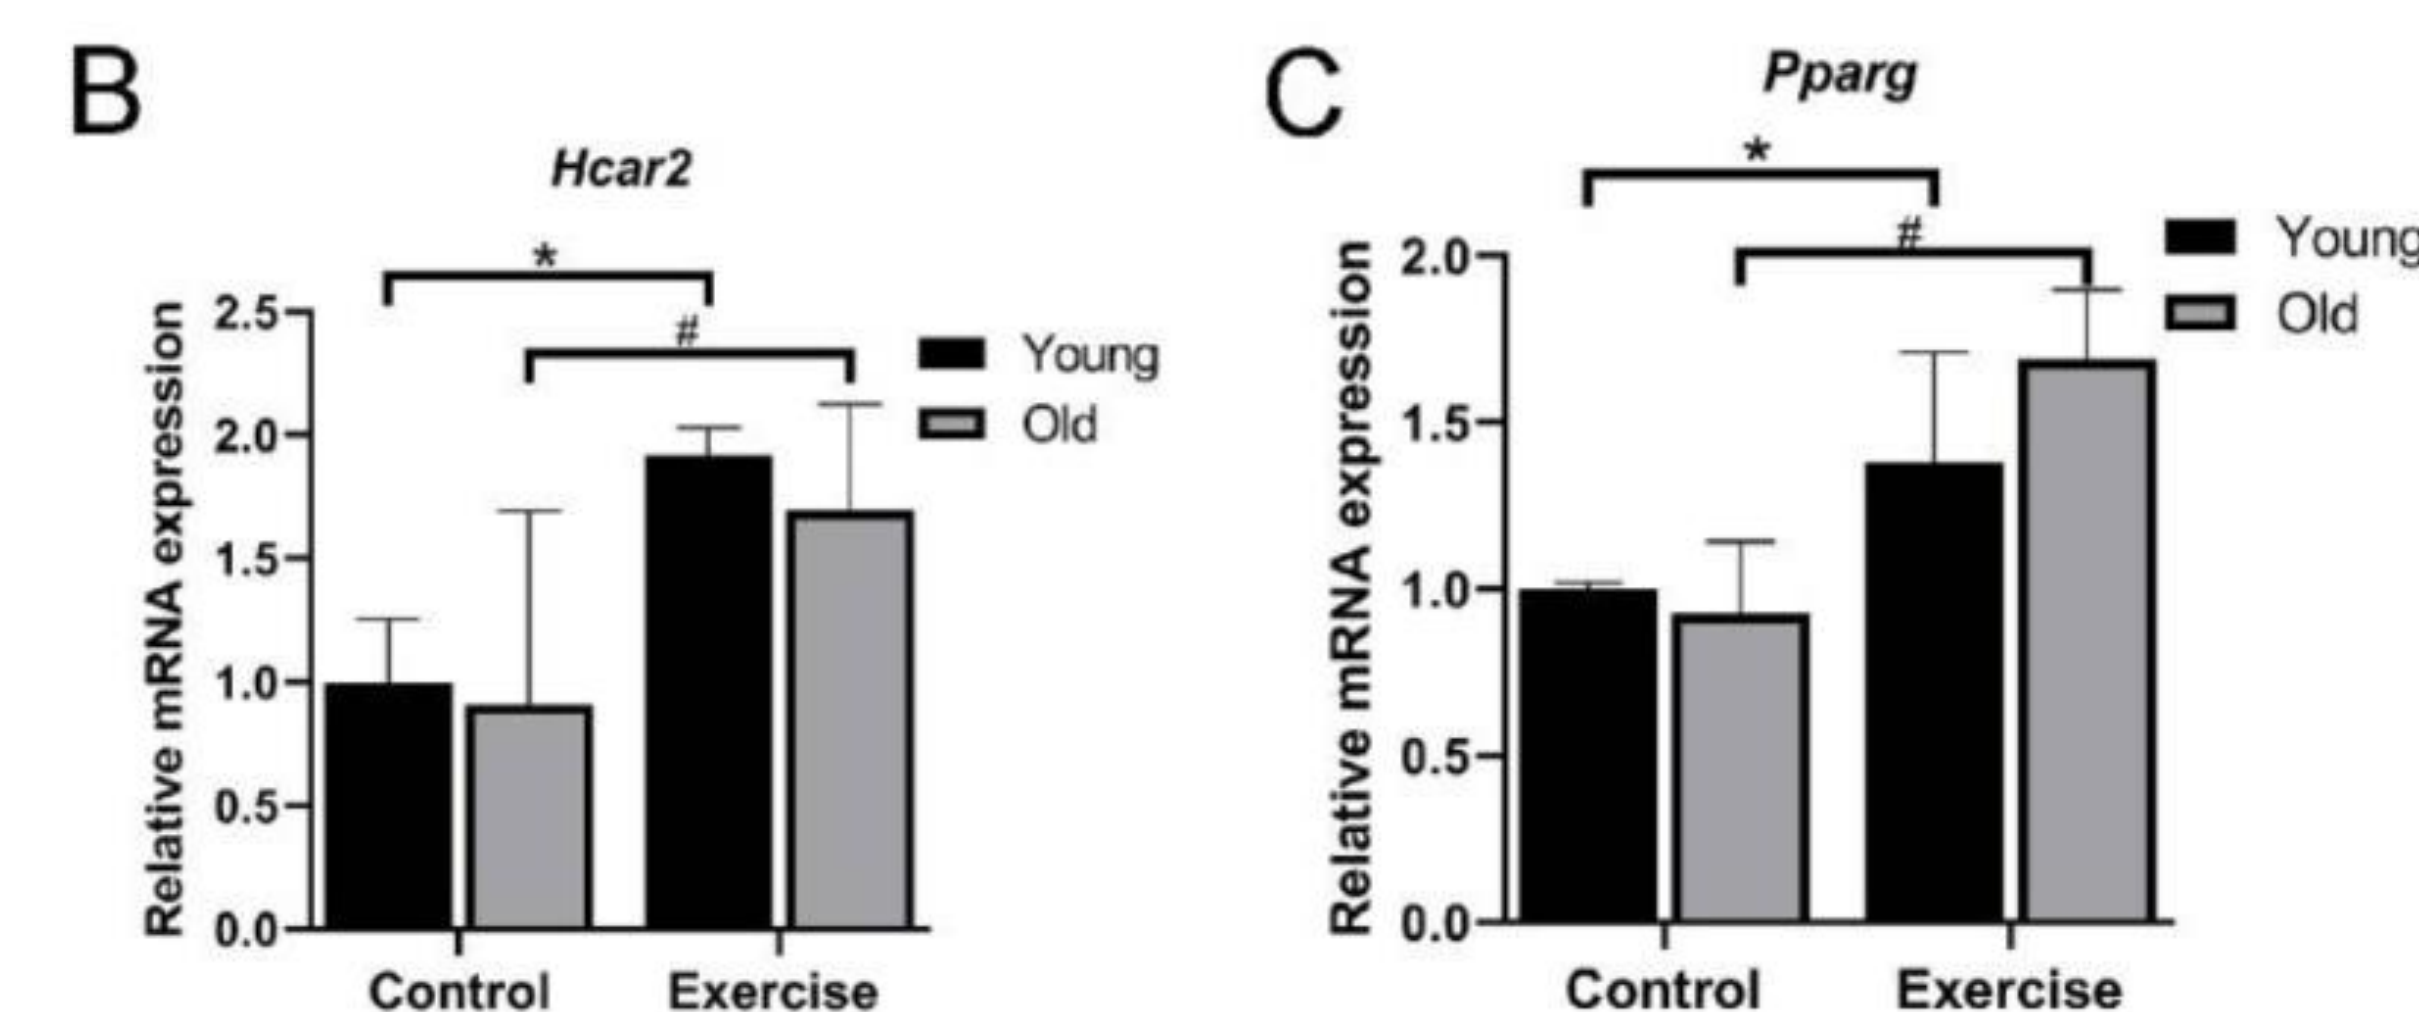 B
Hcar2
*
#
Relative mRNA expression
2.5
2.0
1.5
1.0
0.5
0.0
Control Exercise
Young
Old
C
Pparg
*
#
Relative mRNA expression
2.0
1.5
1.0
0.5
0.0
Control Exercise
Young
Old